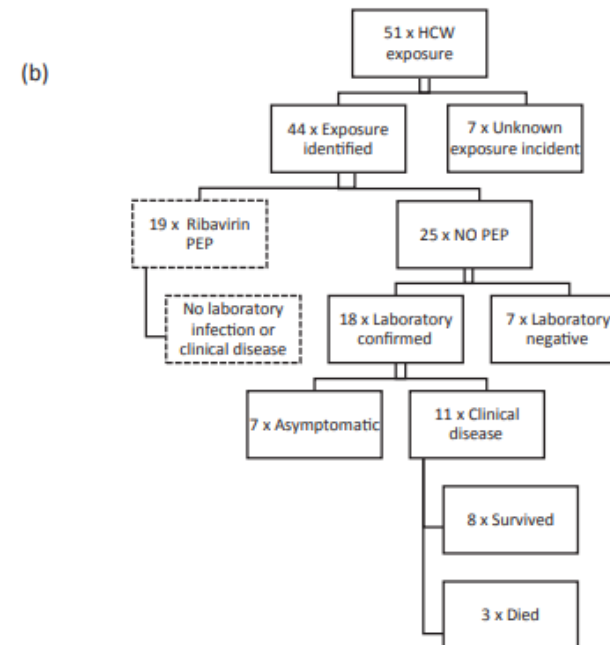 (b)
51 x HCW
exposure
44 x Exposure
identified
7 x Unknown
exposure incident
19 x Ribavirin
PEP
25 x NO PEP
No laboratory
infection or
clinical disease
18 x Laboratory
confirmed
7 x Laboratory
negative
7 x Asymptomatic
11 x Clinical
disease
8 x Survived
3 x Died